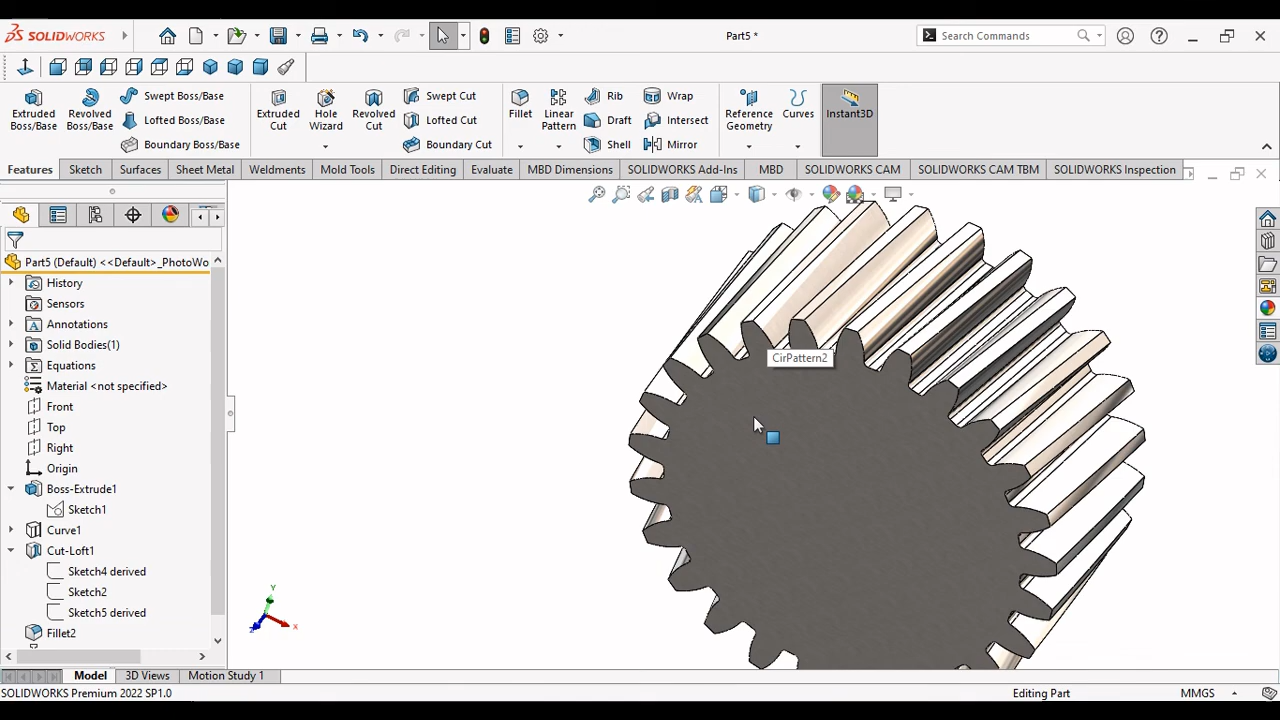 SOLIDWORKS
Part5 *
Search Commands
Extruded Boss/Base
Revolved Boss/Base
Swept Boss/Base
Lofted Boss/Base
Boundary Boss/Base
Extruded Cut
Hole Wizard
Revolved Cut
Swept Cut
Lofted Cut
Boundary Cut
Fillet
Linear Pattern
Rib
Draft
Shell
Wrap
Intersect
Mirror
Reference Geometry
Curves
Instant3D
Features
Sketch
Surfaces
Sheet Metal
Weldments
Mold Tools
Direct Editing
Evaluate
MBD Dimensions
SOLIDWORKS Add-Ins
MBD
SOLIDWORKS CAM
SOLIDWORKS CAM TBM
SOLIDWORKS Inspection
Part5 (Default) <<Default>_PhotoWo
History
Sensors
Annotations
Solid Bodies(1)
Equations
Material <not specified>
Front
Top
Right
Origin
Boss-Extrude1
Sketch1
Curve1
Cut-Loft1
Sketch4 derived
Sketch2
Sketch5 derived
Fillet2
CirPattern2
Y
X
Z
Model
3D Views
Motion Study 1
SOLIDWORKS Premium 2022 SP1.0
Editing Part
MMGS